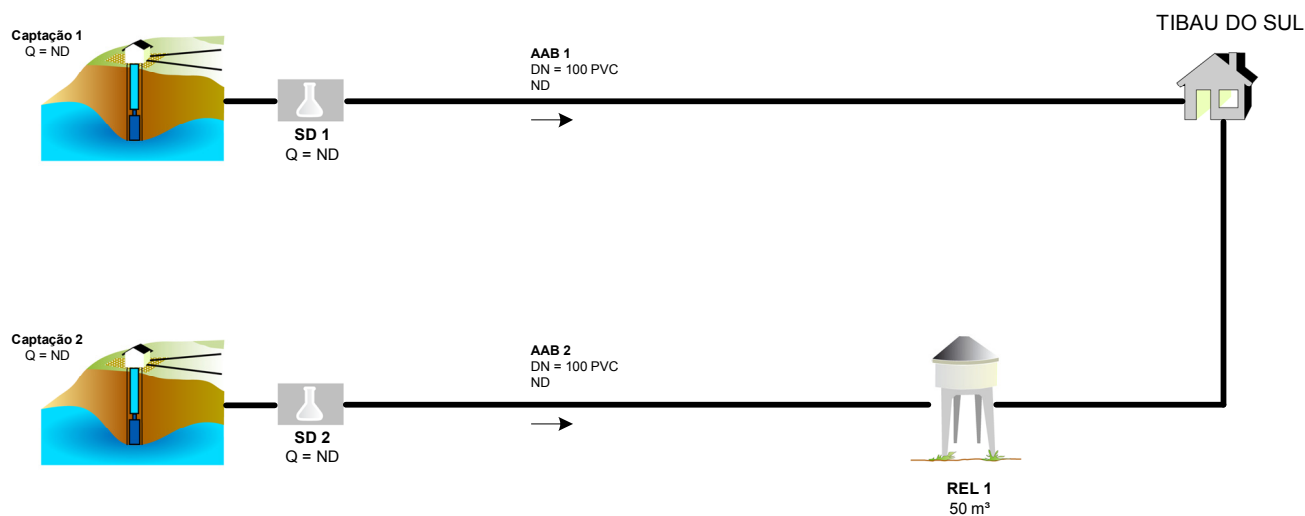 TIBAU DO SUL
Captação 1
Q = ND
AAB 1
DN = 100 PVC
ND
SD 1
Q = ND
Captação 2
Q = ND
AAB 2
DN = 100 PVC
ND
SD 2
Q = ND
REL 1
50 m³